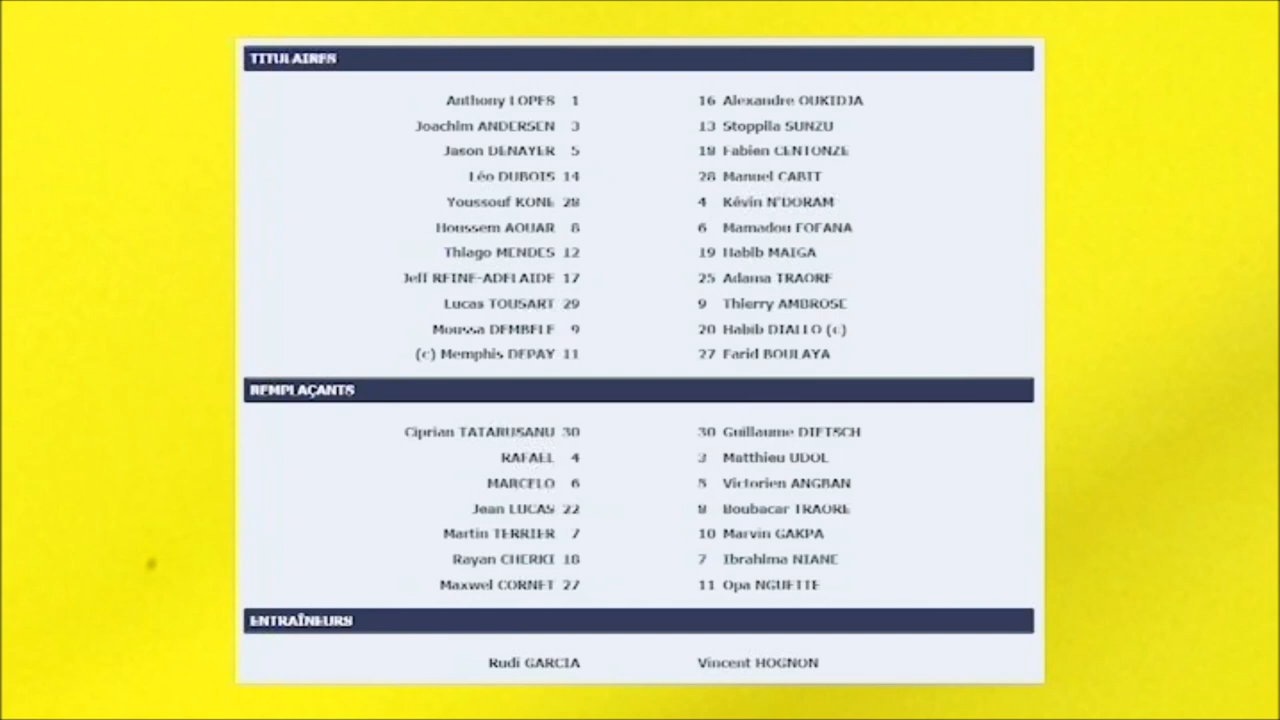 TITULAIRES
Anthony LOPES 1 16 Alexandre OUKIDJA
Joachim ANDERSEN 3 13 Stoppila SUNZU
Jason DENAYER 5 18 Fabien CENTONZE
Léo DUBOIS 14 28 Manuel CABIT
Youssouf KONE 28 4 Kévin N'DORAM
Houssem AOUAR 8 6 Mamadou FOFANA
Thiago MENDES 12 19 Habib MAIGA
Jeff REINE-ADELAIDE 17 25 Adama TRAORE
Lucas TOUSART 29 9 Thierry AMBROSE
Moussa DEMBELE 9 20 Habib DIALLO (c)
(c) Memphis DEPAY 11 27 Farid BOULAYA
REMPLAÇANTS
Ciprian TATARUSANU 30 30 Guillaume DIETSCH
RAFAEL 4 3 Matthieu UDOL
MARCELO 6 5 Victorien ANGBAN
Jean LUCAS 22 8 Boubacar TRAORE
Martin TERRIER 7 10 Marvin GAKPA
Rayan CHERKI 18 7 Ibrahima NIANE
Maxwel CORNET 27 11 Opa NGUETTE
ENTRAÎNEURS
Rudi GARCIA Vincent HOGNON